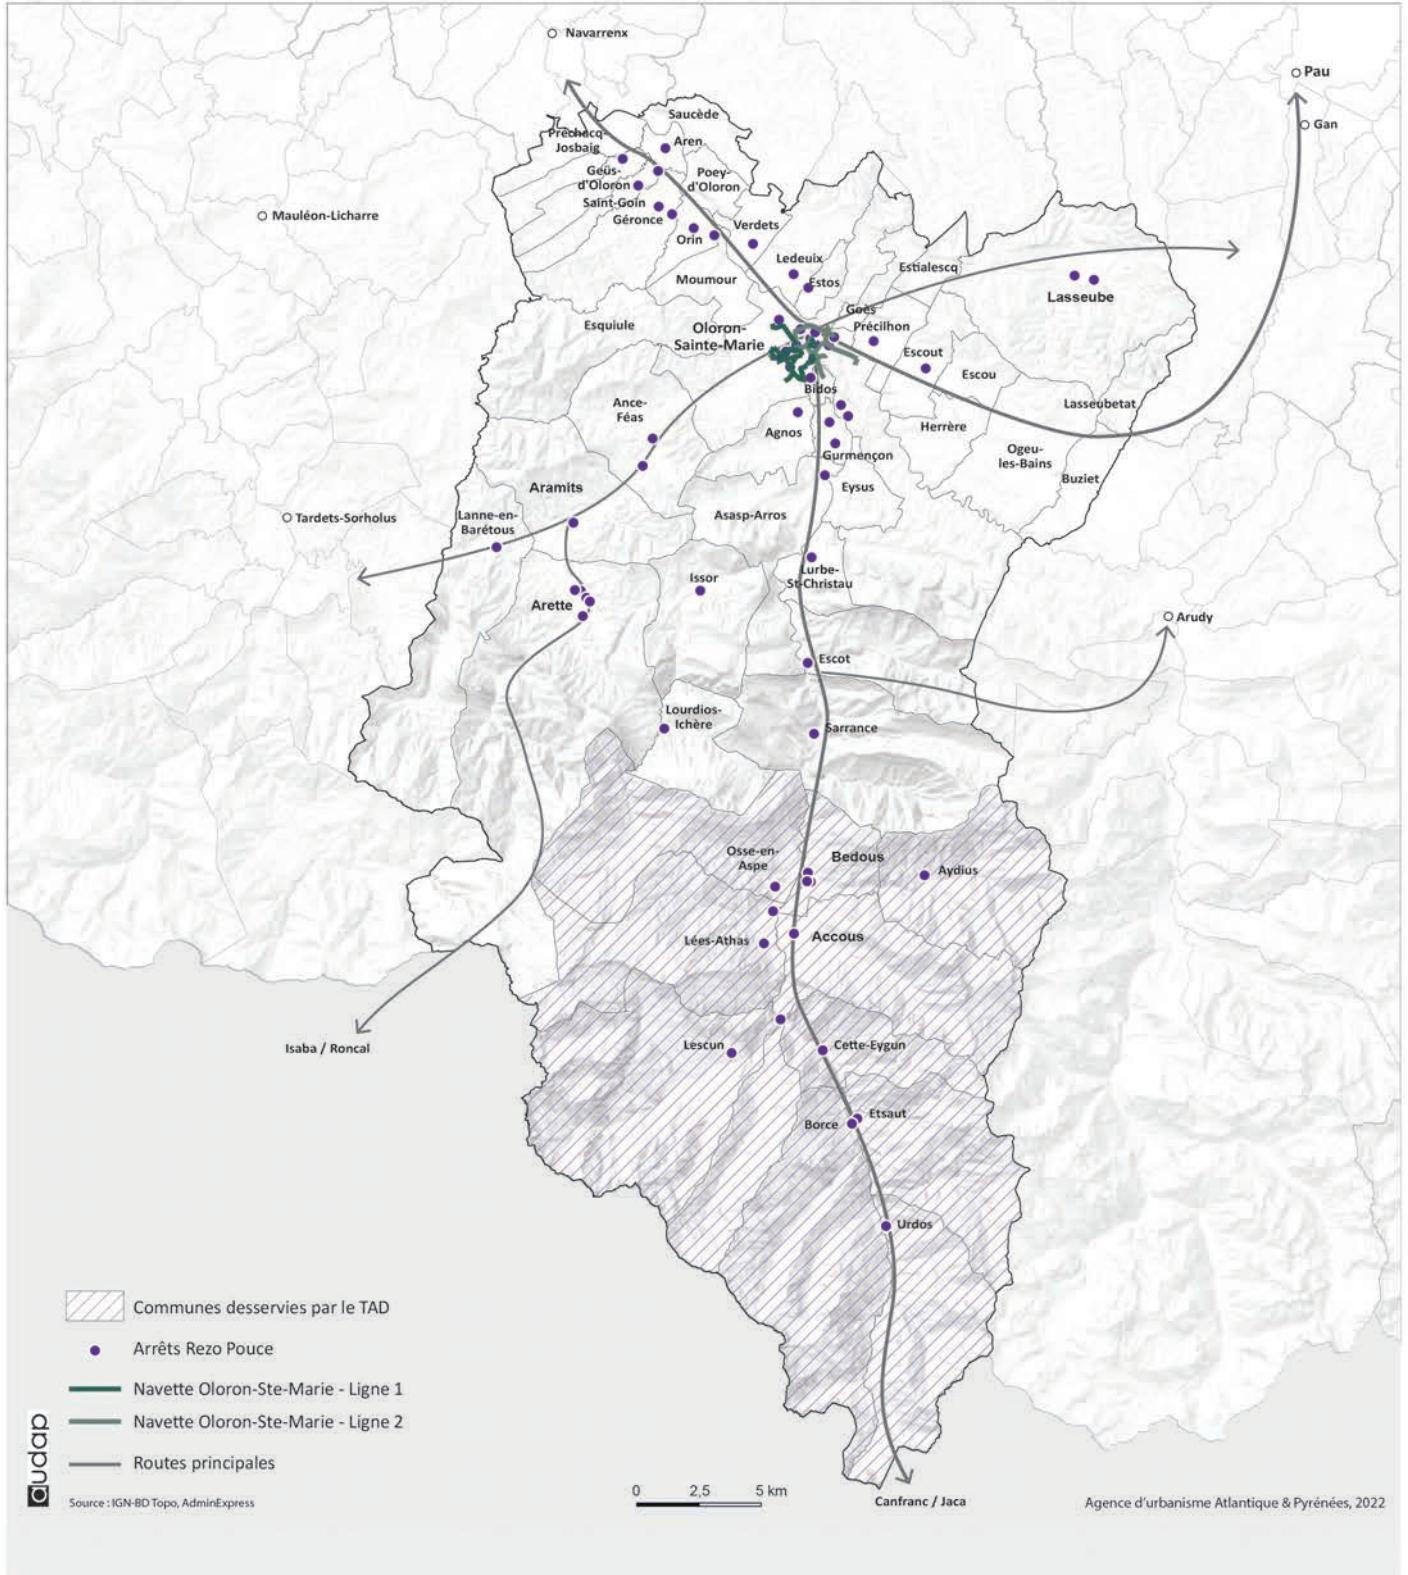 Navarrenx
Pau
Gan
Saucède
Préchacq-
Josbaig
Aren
Geüs-
d'Oloron
Poey-
d'Oloron
Saint-Goin
Géronce
Mauléon-Licharre
Orin
Verdets
Ledeuix
Moumour
Estos
Estialescq
Lasseube
Goès
Esquiule
Oloron-
Sainte-Marie
Précilhon
Escout
Escou
Bidos
Lasseubetat
Ance-
Féas
Agnos
Herrère
Gurmençon
Ogeu-
les-Bains
Buziet
Aramits
Eysus
Lanne-en-
Barétous
Tardets-Sorholus
Asasp-Arros
Lurbe-
St-Christau
Issor
Arette
Arudy
Escot
Lourdios-
Ichère
Sarrance
Osse-en-
Aspe
Bedous
Aydius
Lées-Athas
Accous
Isaba / Roncal
Lescun
Cette-Eygun
Etsaut
Borce
Urdos
Communes desservies par le TAD
Arrêts Rezo Pouce
Navette Oloron-Ste-Marie - Ligne 1
Navette Oloron-Ste-Marie - Ligne 2
Routes principales
audap
Source : IGN-BD Topo, AdminExpress
0 2,5 5 km
Canfranc / Jaca
Agence d'urbanisme Atlantique & Pyrénées, 2022